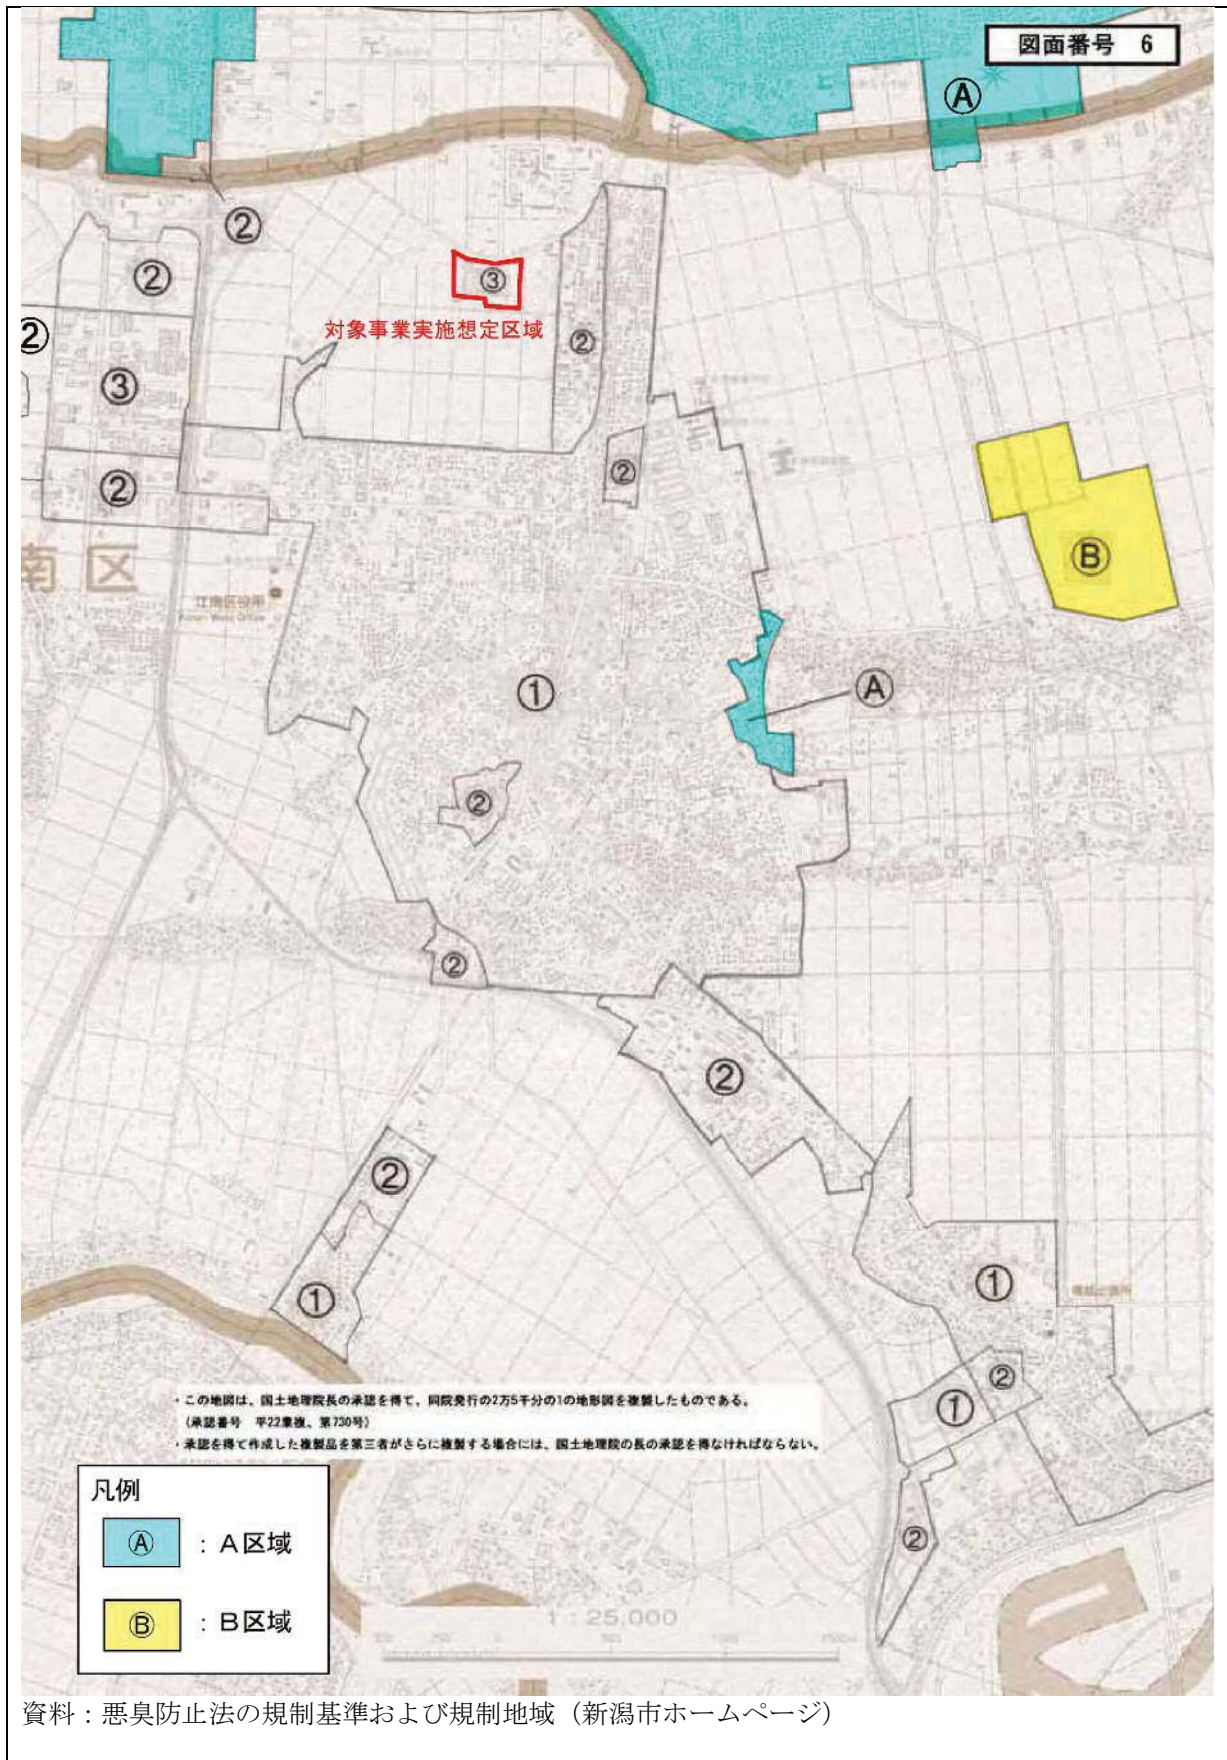 図面番号 6
Ⓐ
②
②
③
対象事業実施想定区域
②
②
③
②
②
Ⓑ
南区
江南区役所
①
Ⓐ
②
②
②
②
①
①
②
①
②
・この地図は、国土地理院長の承認を得て、同院発行の2万5千分の1の地形図を複製したものである。
(承認番号 平22業複、第730号)
・承認を得て作成した複製品を第三者がさらに複製する場合には、国土地理院の長の承認を得なければならない。
凡例
Ⓐ : A区域
Ⓑ : B区域
1 25,000
資料:悪臭防止法の規制基準および規制地域(新潟市ホームページ)